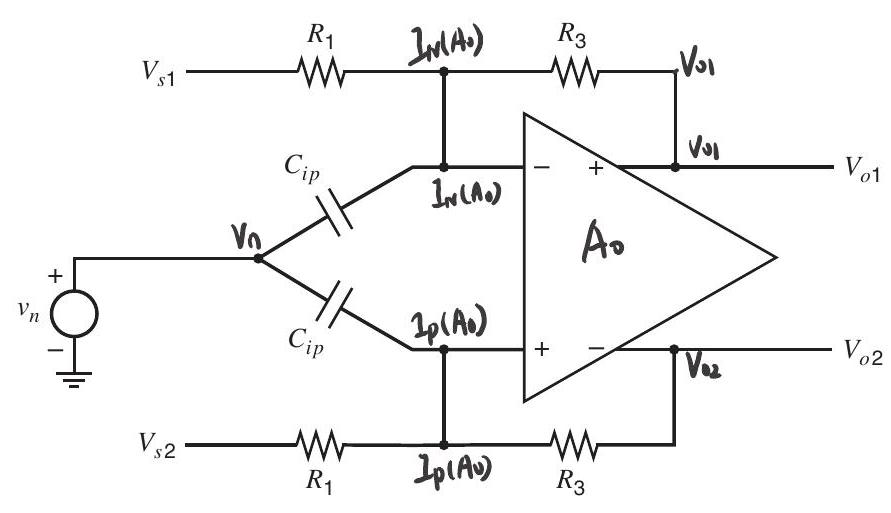 R1 IN(A0) R3
Vs1 Vo1
Cip Vo1
− + Vo1
IN(A0)
Vn A0
+
vn
−
Ip(A0)
Cip + − Vo2
Vo2
Vs2
R1 Ip(A0) R3